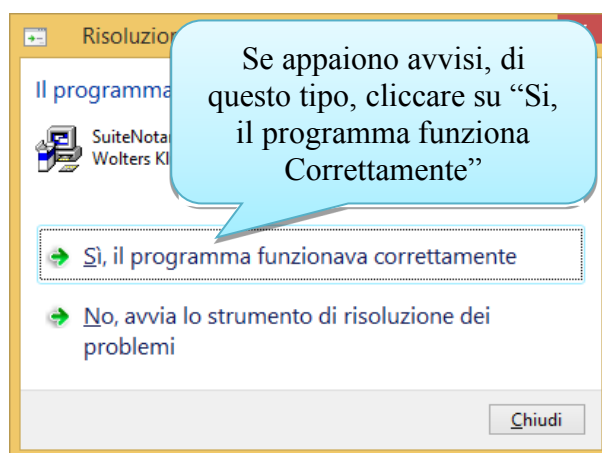 Risoluzion
Se appaiono avvisi, di
questo tipo, cliccare su “Si,
il programma funziona
Correttamente”
Il programma
SuiteNotar
Wolters Kl
Sì, il programma funzionava correttamente
No, avvia lo strumento di risoluzione dei
problemi
Chiudi